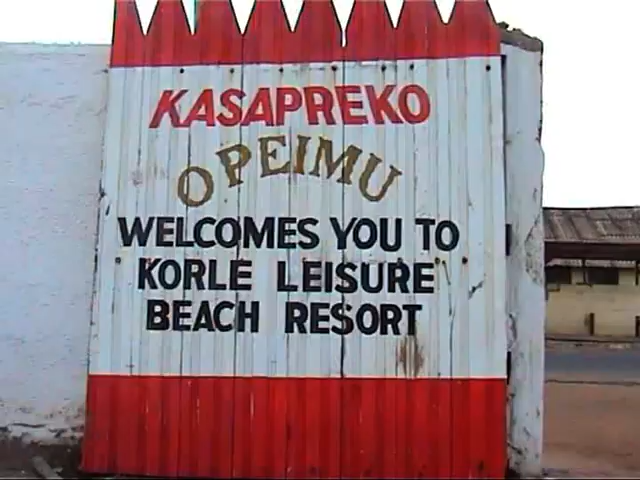 KASAPREKO
OPEIMU
WELCOMES YOU TO
KORLE LEISURE
BEACH RESORT